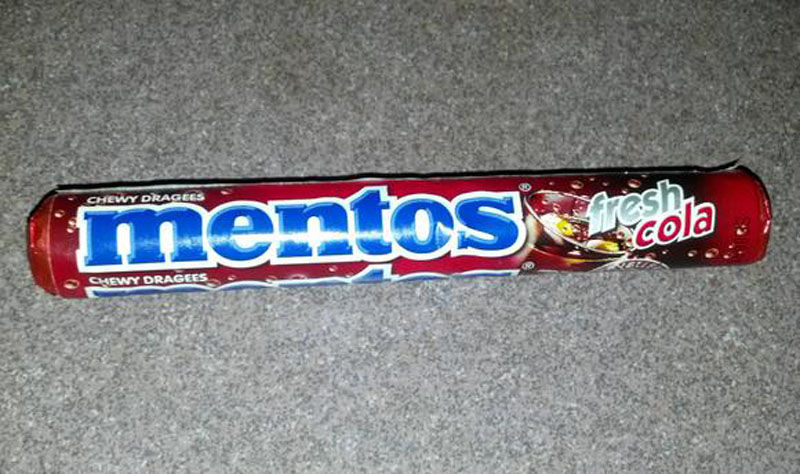 CHEWY DRAGEES
mentos®
fresh
cola
CHEWY DRAGEES
®